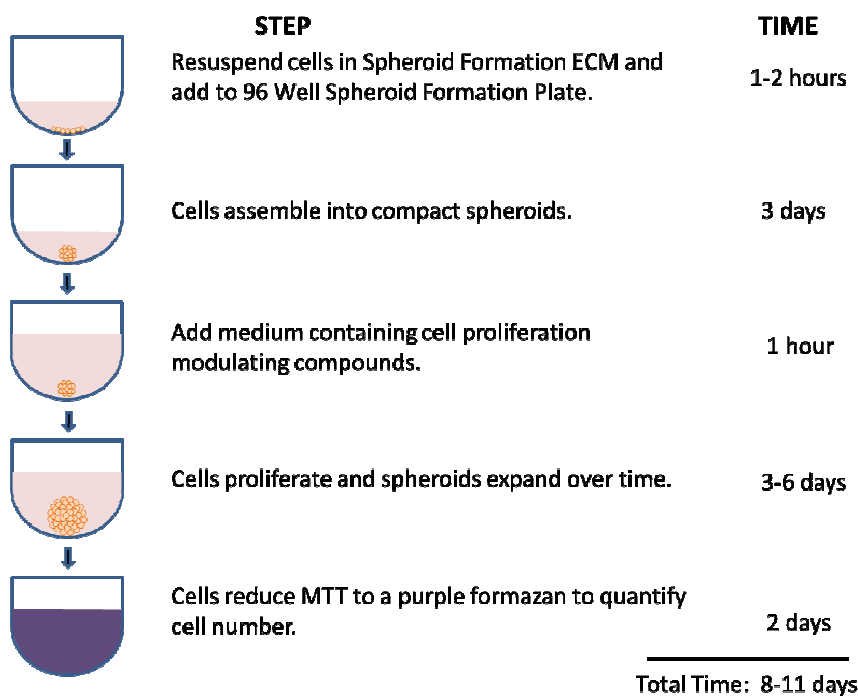 STEP TIME
Resuspend cells in Spheroid Formation ECM and
add to 96 Well Spheroid Formation Plate.
1-2 hours
Cells assemble into compact spheroids. 3 days
Add medium containing cell proliferation
modulating compounds.
1 hour
Cells proliferate and spheroids expand over time. 3-6 days
Cells reduce MTT to a purple formazan to quantify
cell number.
2 days
Total Time: 8-11 days